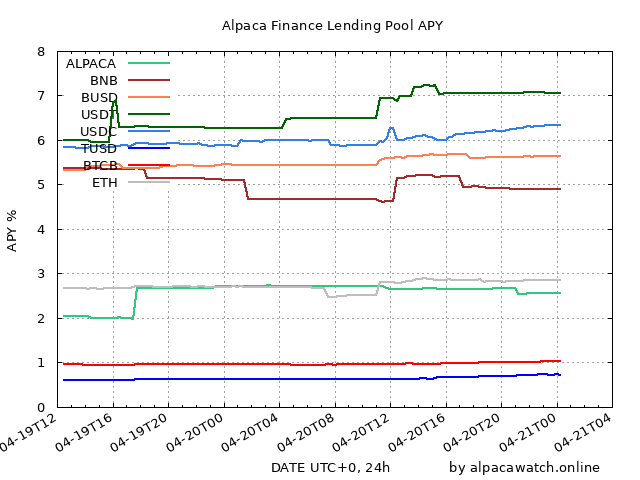 Alpaca Finance Lending Pool APY
8
7
6
5
4
3
2
1
0
APY %
ALPACA
BNB
BUSD
USDT
USDC
TUSD
BTCB
ETH
04-19T12
04-19T16
04-19T20
04-20T00
04-20T04
04-20T08
04-20T12
04-20T16
04-20T20
04-21T00
04-21T04
DATE UTC+0, 24h
by alpacawatch.online